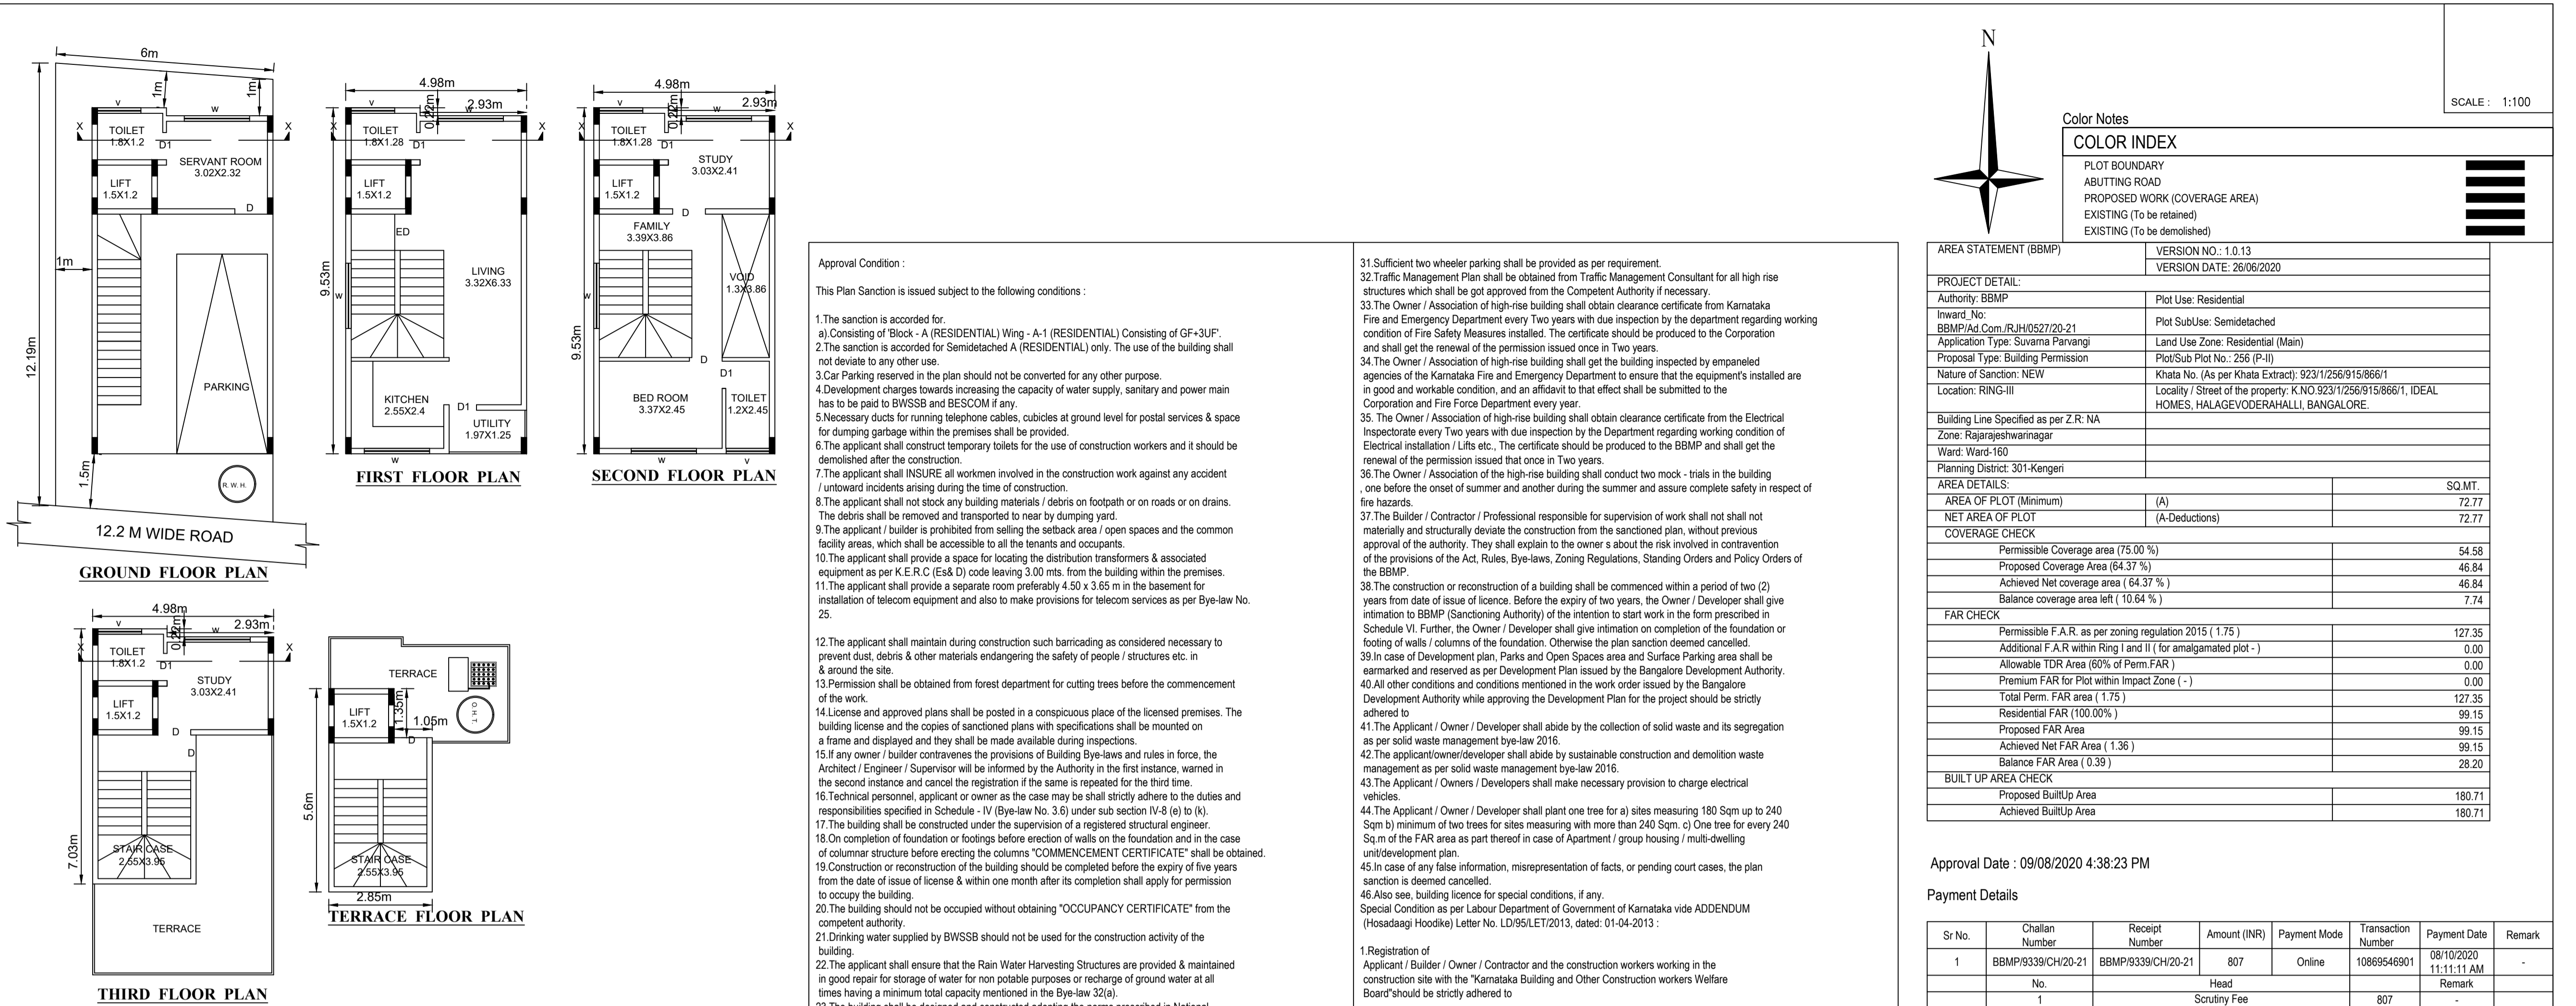 6m
12.19m
1m
1m
v
w
X
X
TOILET
1.8X1.2
D1
SERVANT ROOM
3.02X2.32
LIFT
1.5X1.2
D
1m
PARKING
1.5m
R. W. H.
12.2 M WIDE ROAD
GROUND FLOOR PLAN
4.98m
v
0.22m
w
2.93m
X
X
TOILET
1.8X1.28
D1
LIFT
1.5X1.2
ED
9.53m
w
LIVING
3.32X6.33
KITCHEN
2.55X2.4
D1
UTILITY
1.97X1.25
w
FIRST FLOOR PLAN
4.98m
v
0.22m
w
2.93m
X
X
TOILET
1.8X1.28
D1
STUDY
3.03X2.41
LIFT
1.5X1.2
D
FAMILY
3.39X3.86
VOID
1.3X3.86
w
9.53m
D
D1
BED ROOM
3.37X2.45
TOILET
1.2X2.45
w
v
SECOND FLOOR PLAN
4.98m
v
0.22m
w
2.93m
X
X
TOILET
1.8X1.2
D1
STUDY
3.03X2.41
LIFT
1.5X1.2
D
D
7.03m
STAIR CASE
2.55X3.95
TERRACE
THIRD FLOOR PLAN
TERRACE
LIFT
1.5X1.2
1.35m
1.05m
O.H.T.
D
5.6m
STAIR CASE
2.55X3.95
2.85m
TERRACE FLOOR PLAN
Approval Condition :
This Plan Sanction is issued subject to the following conditions :
1.The sanction is accorded for.
a).Consisting of 'Block - A (RESIDENTIAL) Wing - A-1 (RESIDENTIAL) Consisting of GF+3UF'.
2.The sanction is accorded for Semidetached A (RESIDENTIAL) only. The use of the building shall
not deviate to any other use.
3.Car Parking reserved in the plan should not be converted for any other purpose.
4.Development charges towards increasing the capacity of water supply, sanitary and power main
has to be paid to BWSSB and BESCOM if any.
5.Necessary ducts for running telephone cables, cubicles at ground level for postal services & space
for dumping garbage within the premises shall be provided.
6.The applicant shall construct temporary toilets for the use of construction workers and it should be
demolished after the construction.
7.The applicant shall INSURE all workmen involved in the construction work against any accident
/ untoward incidents arising during the time of construction.
8.The applicant shall not stock any building materials / debris on footpath or on roads or on drains.
The debris shall be removed and transported to near by dumping yard.
9.The applicant / builder is prohibited from selling the setback area / open spaces and the common
facility areas, which shall be accessible to all the tenants and occupants.
10.The applicant shall provide a space for locating the distribution transformers & associated
equipment as per K.E.R.C (Es& D) code leaving 3.00 mts. from the building within the premises.
11.The applicant shall provide a separate room preferably 4.50 x 3.65 m in the basement for
installation of telecom equipment and also to make provisions for telecom services as per Bye-law No.
25.
12.The applicant shall maintain during construction such barricading as considered necessary to
prevent dust, debris & other materials endangering the safety of people / structures etc. in
& around the site.
13.Permission shall be obtained from forest department for cutting trees before the commencement
of the work.
14.License and approved plans shall be posted in a conspicuous place of the licensed premises. The
building license and the copies of sanctioned plans with specifications shall be mounted on
a frame and displayed and they shall be made available during inspections.
15.If any owner / builder contravenes the provisions of Building Bye-laws and rules in force, the
Architect / Engineer / Supervisor will be informed by the Authority in the first instance, warned in
the second instance and cancel the registration if the same is repeated for the third time.
16.Technical personnel, applicant or owner as the case may be shall strictly adhere to the duties and
responsibilities specified in Schedule - IV (Bye-law No. 3.6) under sub section IV-8 (e) to (k).
17.The building shall be constructed under the supervision of a registered structural engineer.
18.On completion of foundation or footings before erection of walls on the foundation and in the case
of columnar structure before erecting the columns "COMMENCEMENT CERTIFICATE" shall be obtained.
19.Construction or reconstruction of the building should be completed before the expiry of five years
from the date of issue of license & within one month after its completion shall apply for permission
to occupy the building.
20.The building should not be occupied without obtaining "OCCUPANCY CERTIFICATE" from the
competent authority.
21.Drinking water supplied by BWSSB should not be used for the construction activity of the
building.
22.The applicant shall ensure that the Rain Water Harvesting Structures are provided & maintained
in good repair for storage of water for non potable purposes or recharge of ground water at all
times having a minimum total capacity mentioned in the Bye-law 32(a).
23.The building shall be designed and constructed adopting the norms prescribed in National
31.Sufficient two wheeler parking shall be provided as per requirement.
32.Traffic Management Plan shall be obtained from Traffic Management Consultant for all high rise
structures which shall be got approved from the Competent Authority if necessary.
33.The Owner / Association of high-rise building shall obtain clearance certificate from Karnataka
Fire and Emergency Department every Two years with due inspection by the department regarding working
condition of Fire Safety Measures installed. The certificate should be produced to the Corporation
and shall get the renewal of the permission issued once in Two years.
34.The Owner / Association of high-rise building shall get the building inspected by empaneled
agencies of the Karnataka Fire and Emergency Department to ensure that the equipment's installed are
in good and workable condition, and an affidavit to that effect shall be submitted to the
Corporation and Fire Force Department every year.
35. The Owner / Association of high-rise building shall obtain clearance certificate from the Electrical
Inspectorate every Two years with due inspection by the Department regarding working condition of
Electrical installation / Lifts etc., The certificate should be produced to the BBMP and shall get the
renewal of the permission issued that once in Two years.
36.The Owner / Association of the high-rise building shall conduct two mock - trials in the building
, one before the onset of summer and another during the summer and assure complete safety in respect of
fire hazards.
37.The Builder / Contractor / Professional responsible for supervision of work shall not shall not
materially and structurally deviate the construction from the sanctioned plan, without previous
approval of the authority. They shall explain to the owner s about the risk involved in contravention
of the provisions of the Act, Rules, Bye-laws, Zoning Regulations, Standing Orders and Policy Orders of
the BBMP.
38.The construction or reconstruction of a building shall be commenced within a period of two (2)
years from date of issue of licence. Before the expiry of two years, the Owner / Developer shall give
intimation to BBMP (Sanctioning Authority) of the intention to start work in the form prescribed in
Schedule VI. Further, the Owner / Developer shall give intimation on completion of the foundation or
footing of walls / columns of the foundation. Otherwise the plan sanction deemed cancelled.
39.In case of Development plan, Parks and Open Spaces area and Surface Parking area shall be
earmarked and reserved as per Development Plan issued by the Bangalore Development Authority.
40.All other conditions and conditions mentioned in the work order issued by the Bangalore
Development Authority while approving the Development Plan for the project should be strictly
adhered to
41.The Applicant / Owner / Developer shall abide by the collection of solid waste and its segregation
as per solid waste management bye-law 2016.
42.The applicant/owner/developer shall abide by sustainable construction and demolition waste
management as per solid waste management bye-law 2016.
43.The Applicant / Owners / Developers shall make necessary provision to charge electrical
vehicles.
44.The Applicant / Owner / Developer shall plant one tree for a) sites measuring 180 Sqm up to 240
Sqm b) minimum of two trees for sites measuring with more than 240 Sqm. c) One tree for every 240
Sq.m of the FAR area as part thereof in case of Apartment / group housing / multi-dwelling
unit/development plan.
45.In case of any false information, misrepresentation of facts, or pending court cases, the plan
sanction is deemed cancelled.
46.Also see, building licence for special conditions, if any.
Special Condition as per Labour Department of Government of Karnataka vide ADDENDUM
(Hosadaagi Hoodike) Letter No. LD/95/LET/2013, dated: 01-04-2013 :
1.Registration of
Applicant / Builder / Owner / Contractor and the construction workers working in the
construction site with the "Karnataka Building and Other Construction workers Welfare
Board"should be strictly adhered to
N
SCALE : 1:100
Color Notes
COLOR INDEX
PLOT BOUNDARY
ABUTTING ROAD
PROPOSED WORK (COVERAGE AREA)
EXISTING (To be retained)
EXISTING (To be demolished)
AREA STATEMENT (BBMP)
VERSION NO.: 1.0.13
VERSION DATE: 26/06/2020
PROJECT DETAIL:
Authority: BBMP
Plot Use: Residential
Inward_No:
BBMP/Ad.Com./RJH/0527/20-21
Plot SubUse: Semidetached
Application Type: Suvarna Parvangi
Land Use Zone: Residential (Main)
Proposal Type: Building Permission
Plot/Sub Plot No.: 256 (P-II)
Nature of Sanction: NEW
Khata No. (As per Khata Extract): 923/1/256/915/866/1
Location: RING-III
Locality / Street of the property: K.NO.923/1/256/915/866/1, IDEAL
HOMES, HALAGEVODERAHALLI, BANGALORE.
Building Line Specified as per Z.R: NA
Zone: Rajarajeshwarinagar
Ward: Ward-160
Planning District: 301-Kengeri
AREA DETAILS:
SQ.MT.
AREA OF PLOT (Minimum) (A) 72.77
NET AREA OF PLOT (A-Deductions) 72.77
COVERAGE CHECK
Permissible Coverage area (75.00 %) 54.58
Proposed Coverage Area (64.37 %) 46.84
Achieved Net coverage area ( 64.37 % ) 46.84
Balance coverage area left ( 10.64 % ) 7.74
FAR CHECK
Permissible F.A.R. as per zoning regulation 2015 ( 1.75 ) 127.35
Additional F.A.R within Ring I and II ( for amalgamated plot - ) 0.00
Allowable TDR Area (60% of Perm.FAR ) 0.00
Premium FAR for Plot within Impact Zone ( - ) 0.00
Total Perm. FAR area ( 1.75 ) 127.35
Residential FAR (100.00% ) 99.15
Proposed FAR Area 99.15
Achieved Net FAR Area ( 1.36 ) 99.15
Balance FAR Area ( 0.39 ) 28.20
BUILT UP AREA CHECK
Proposed BuiltUp Area 180.71
Achieved BuiltUp Area 180.71
Approval Date : 09/08/2020 4:38:23 PM
Payment Details
Sr No. Challan Number Receipt Number Amount (INR) Payment Mode Transaction Number Payment Date Remark
1 BBMP/9339/CH/20-21 BBMP/9339/CH/20-21 807 Online 10869546901 08/10/2020 11:11:11 AM -
No. Head Remark
1 Scrutiny Fee 807 -